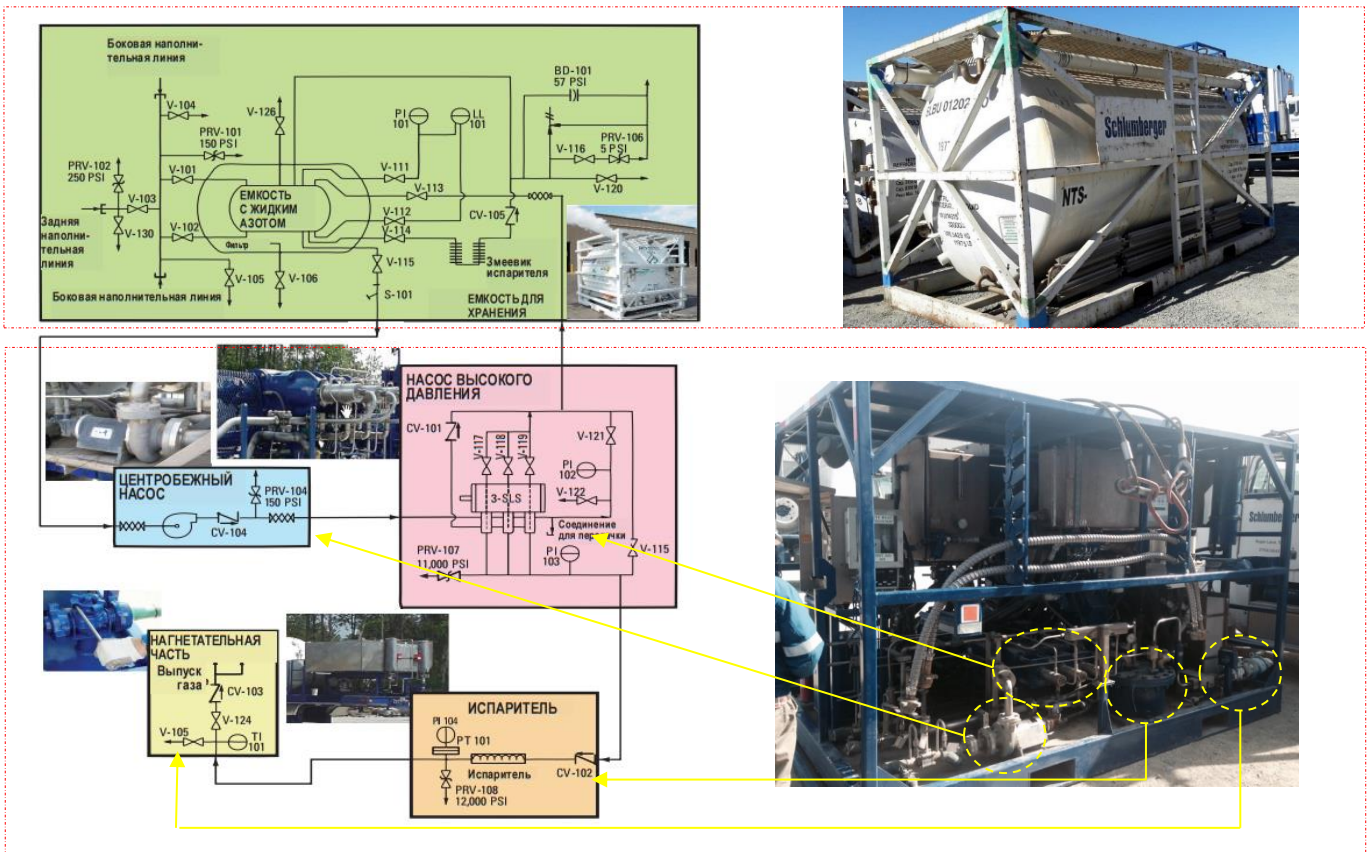 Боковая наполни-
тельная линия
V-104
V-126
PRV-101
150 PSI
PRV-102
250 PSI
V-101
V-103
Задняя
наполни-
тельная
линия
V-130
V-102
ЕМКОСТЬ
С ЖИДКИМ
АЗОТОМ
Фильтр
V-105
V-106
Боковая наполнительная линия
PI
101
LL
101
V-111
V-113
V-112
V-114
CV-105
V-115
S-101
Змеевик
испарителя
ЕМКОСТЬ ДЛЯ
ХРАНЕНИЯ
BD-101
57 PSI
PRV-106
5 PSI
V-116
V-120
SLBU 01202
Schlumberger
NTS-
НАСОС ВЫСОКОГО
ДАВЛЕНИЯ
CV-101
V-117
V-118
V-119
V-121
PI
102
V-122
3-SLS
Соединение
для перекачки
PI
103
V-115
PRV-107
11,000 PSI
ЦЕНТРОБЕЖНЫЙ
НАСОС
PRV-104
150 PSI
CV-104
НАГНЕТАТЕЛЬНАЯ
ЧАСТЬ
Выпуск
газа
CV-103
V-124
V-105
TI
101
ИСПАРИТЕЛЬ
PI 104
PT 101
Испаритель
CV-102
PRV-108
12,000 PSI
Schlumberger